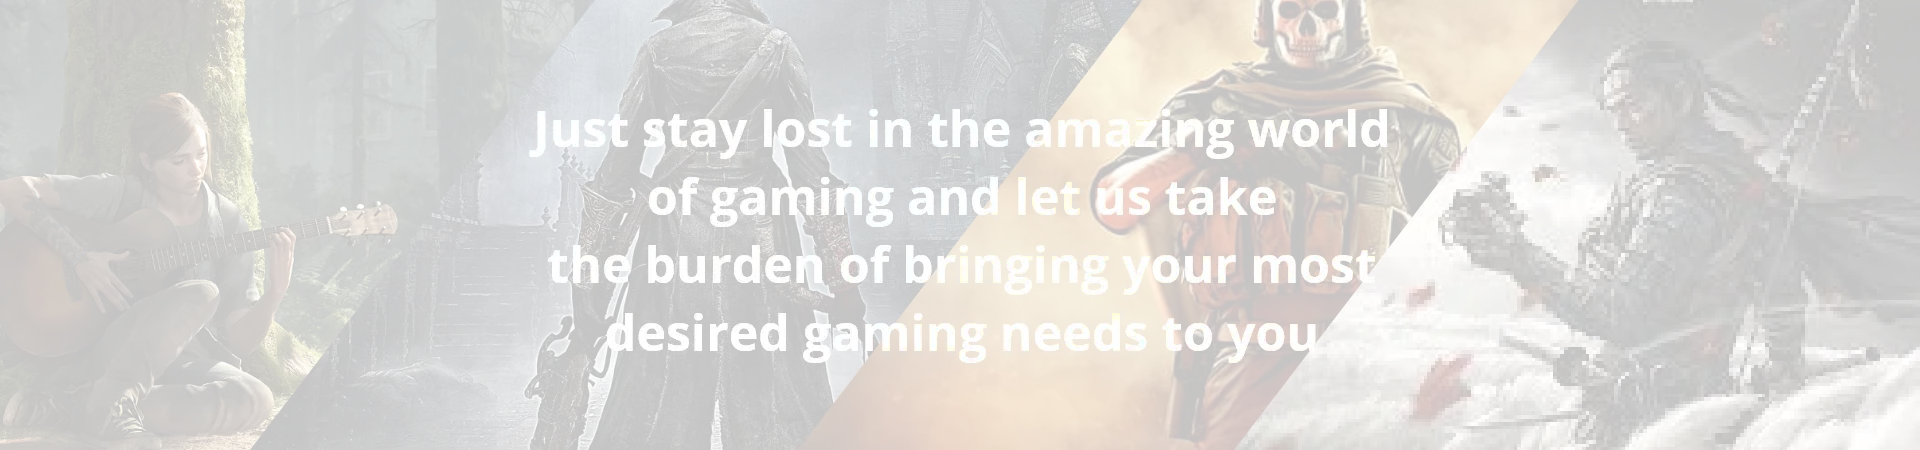 Just stay lost in the amazing world
of gaming and let us take
the burden of bringing your most
desired gaming needs to you